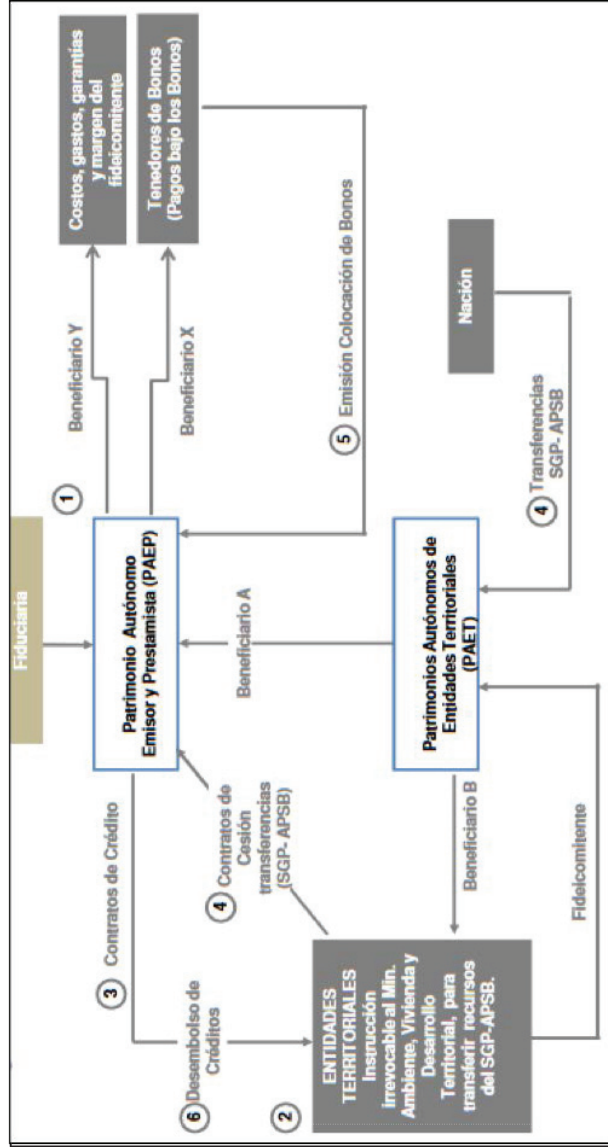 Fiduciaria
1
Patrimonio Autónomo
Emisor y Prestamista (PAEP)
Beneficiario Y
Costos, gastos, garantías
y margen del
fideicomitente
Beneficiario X
Tenedores de Bonos
(Pagos bajo los Bonos)
3 Contratos de Crédito
6 Desembolso de
Créditos
4 Contratos de
Cesión
transferencias
(SGP- APSB)
Beneficiario A
5 Emisión Colocación de Bonos
2
ENTIDADES
TERRITORIALES
Instrucción
irrevocable al Min.
Ambiente, Vivienda y
Desarrollo
Territorial, para
transferir recursos
del SGP-APSB.
Beneficiario B
Patrimonios Autónomos de
Entidades Territoriales
(PAET)
Nación
4 Transferencias
SGP- APSB
Fideicomitente